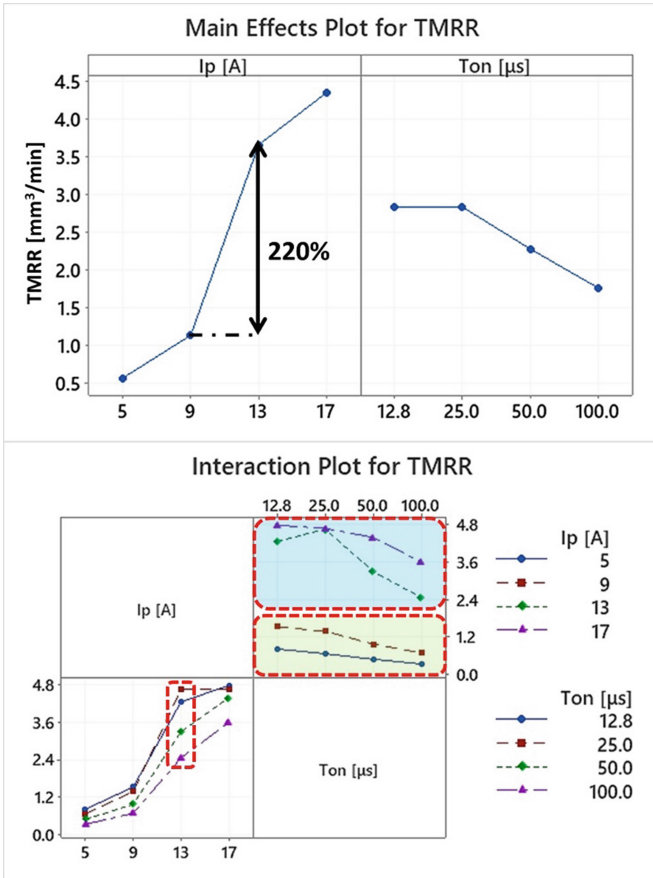 Main Effects Plot for TMRR
Ip [A] Ton [µs]
TMRR [mm³/min]
4.5
4.0
3.5
3.0
2.5
2.0
1.5
1.0
0.5
220%
5 9 13 17 12.8 25.0 50.0 100.0
Interaction Plot for TMRR
12.8 25.0 50.0 100.0
4.8
3.6
2.4
1.2
0.0
Ip [A]
Ip [A]
5
9
13
17
4.8
3.6
2.4
1.2
0.0
Ton [µs]
Ton [µs]
12.8
25.0
50.0
100.0
5 9 13 17